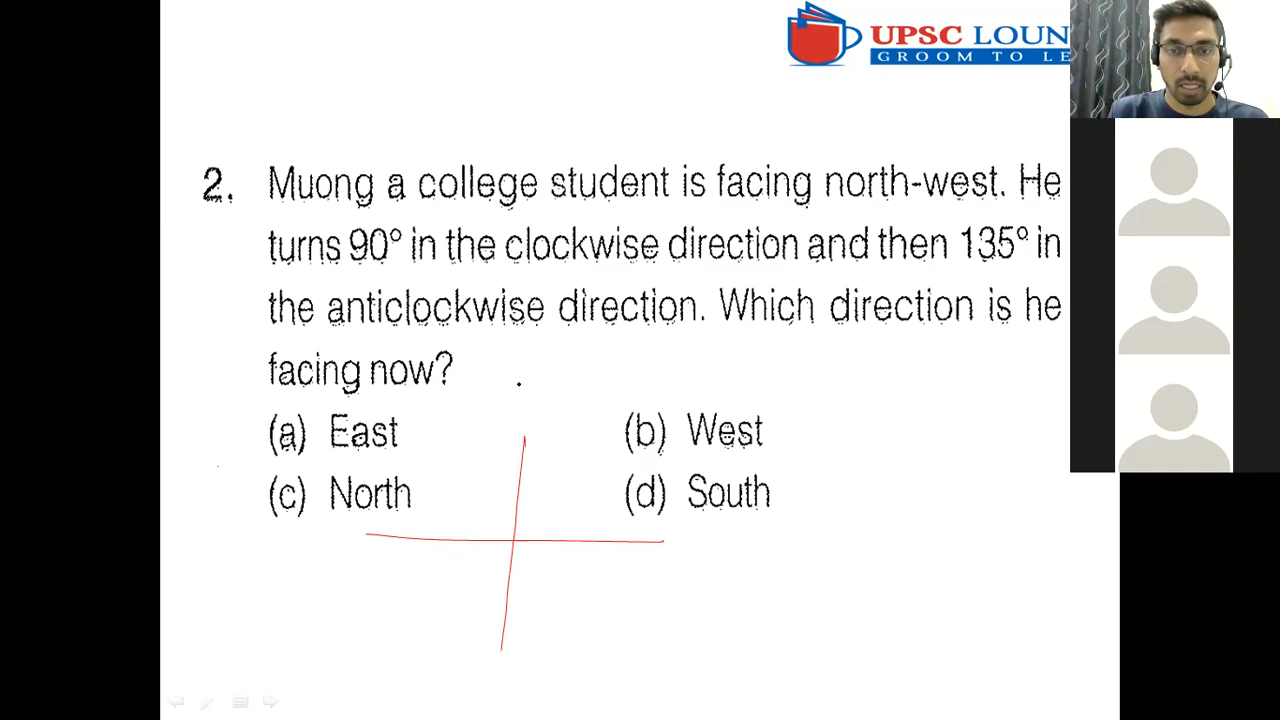 UPSC LOUN
GROOM TO LE
2. Muong a college student is facing north-west. He
turns 90° in the clockwise direction and then 135° in
the anticlockwise direction. Which direction is he
facing now?
(a) East (b) West
(c) North (d) South